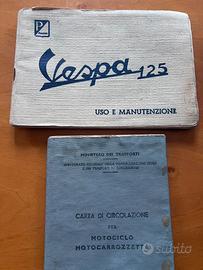 P
Vespa 125
USO E MANUTENZIONE
MINISTERO DEI TRASPORTI
CARTA DI CIRCOLAZIONE
PER
MOTOCICLO
MOTOCARROZZETTA
subito